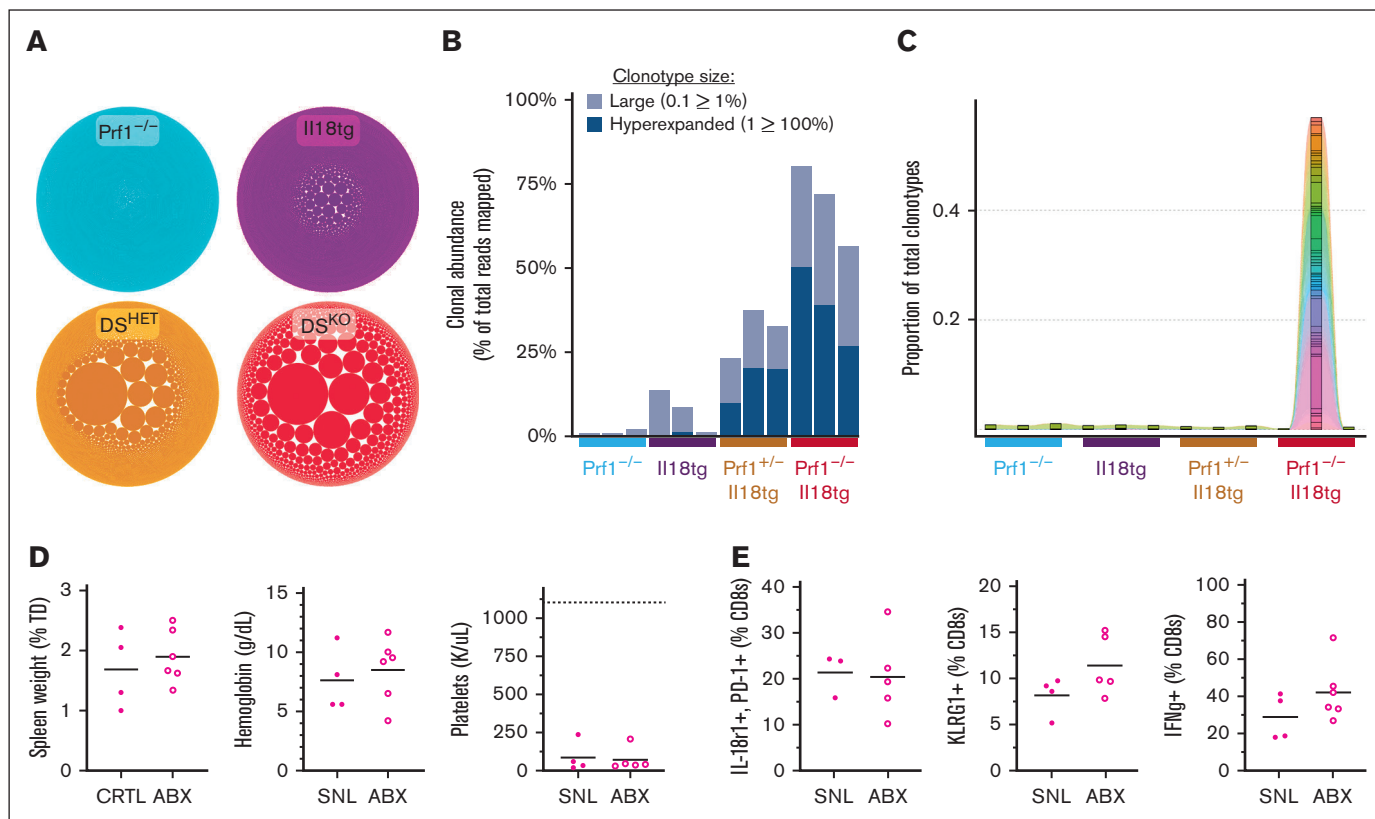 A
Prf1−/−
Il18tg
DSHET
DSKO
B
Clonotype size:
Large (0.1 ≥ 1%)
Hyperexpanded (1 ≥ 100%)
Clonal abundance
(% of total reads mapped)
100%
75%
50%
25%
0%
Prf1−/−
Il18tg
Prf1+/−
Il18tg
Prf1−/−
Il18tg
C
Proportion of total clonotypes
0.4
0.2
Prf1−/−
Il18tg
Prf1+/−
Il18tg
Prf1−/−
Il18tg
D
Spleen weight (% TD)
3
2
1
0
CRTL ABX
Hemoglobin (g/dL)
15
10
5
0
SNL ABX
Platelets (K/uL)
1000
750
500
250
0
SNL ABX
E
IL-18r1+, PD-1+ (% CD8s)
40
30
20
10
0
SNL ABX
KLRG1+ (% CD8s)
20
15
10
5
0
SNL ABX
IFNg+ (% CD8s)
100
80
60
40
20
0
SNL ABX